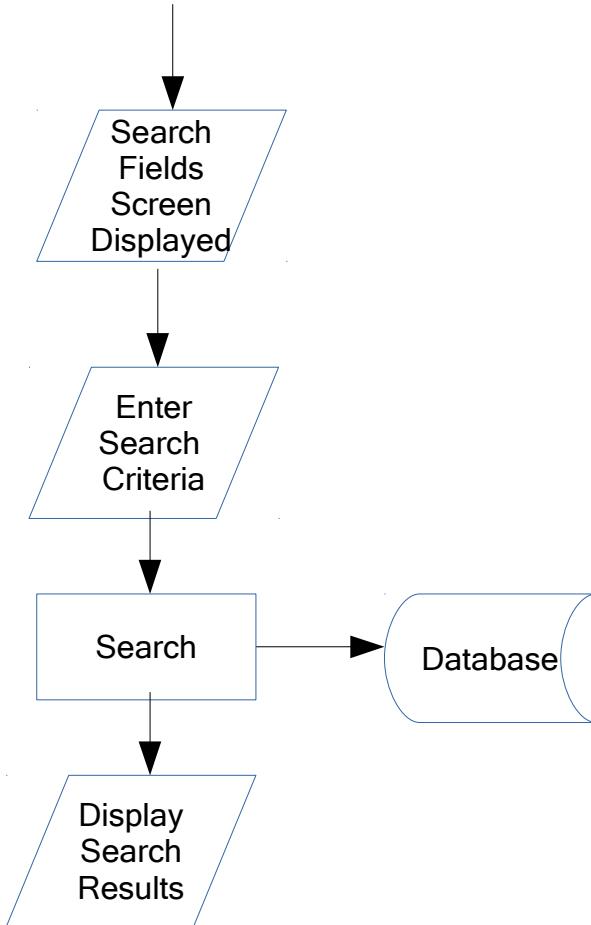 Search
Fields
Screen
Displayed
Enter
Search
Criteria
Search
Database
Display
Search
Results